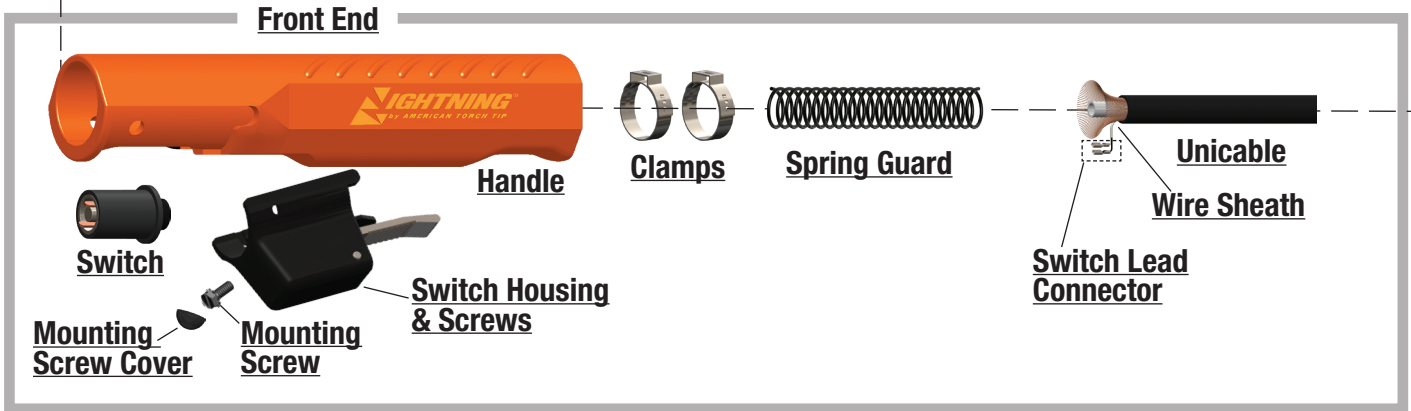 Front End
IGHTNING™
by AMERICAN TORCH TIP
Handle
Clamps
Spring Guard
Unicable
Wire Sheath
Switch Lead
Connector
Switch
Switch Housing
& Screws
Mounting
Screw Cover
Mounting
Screw